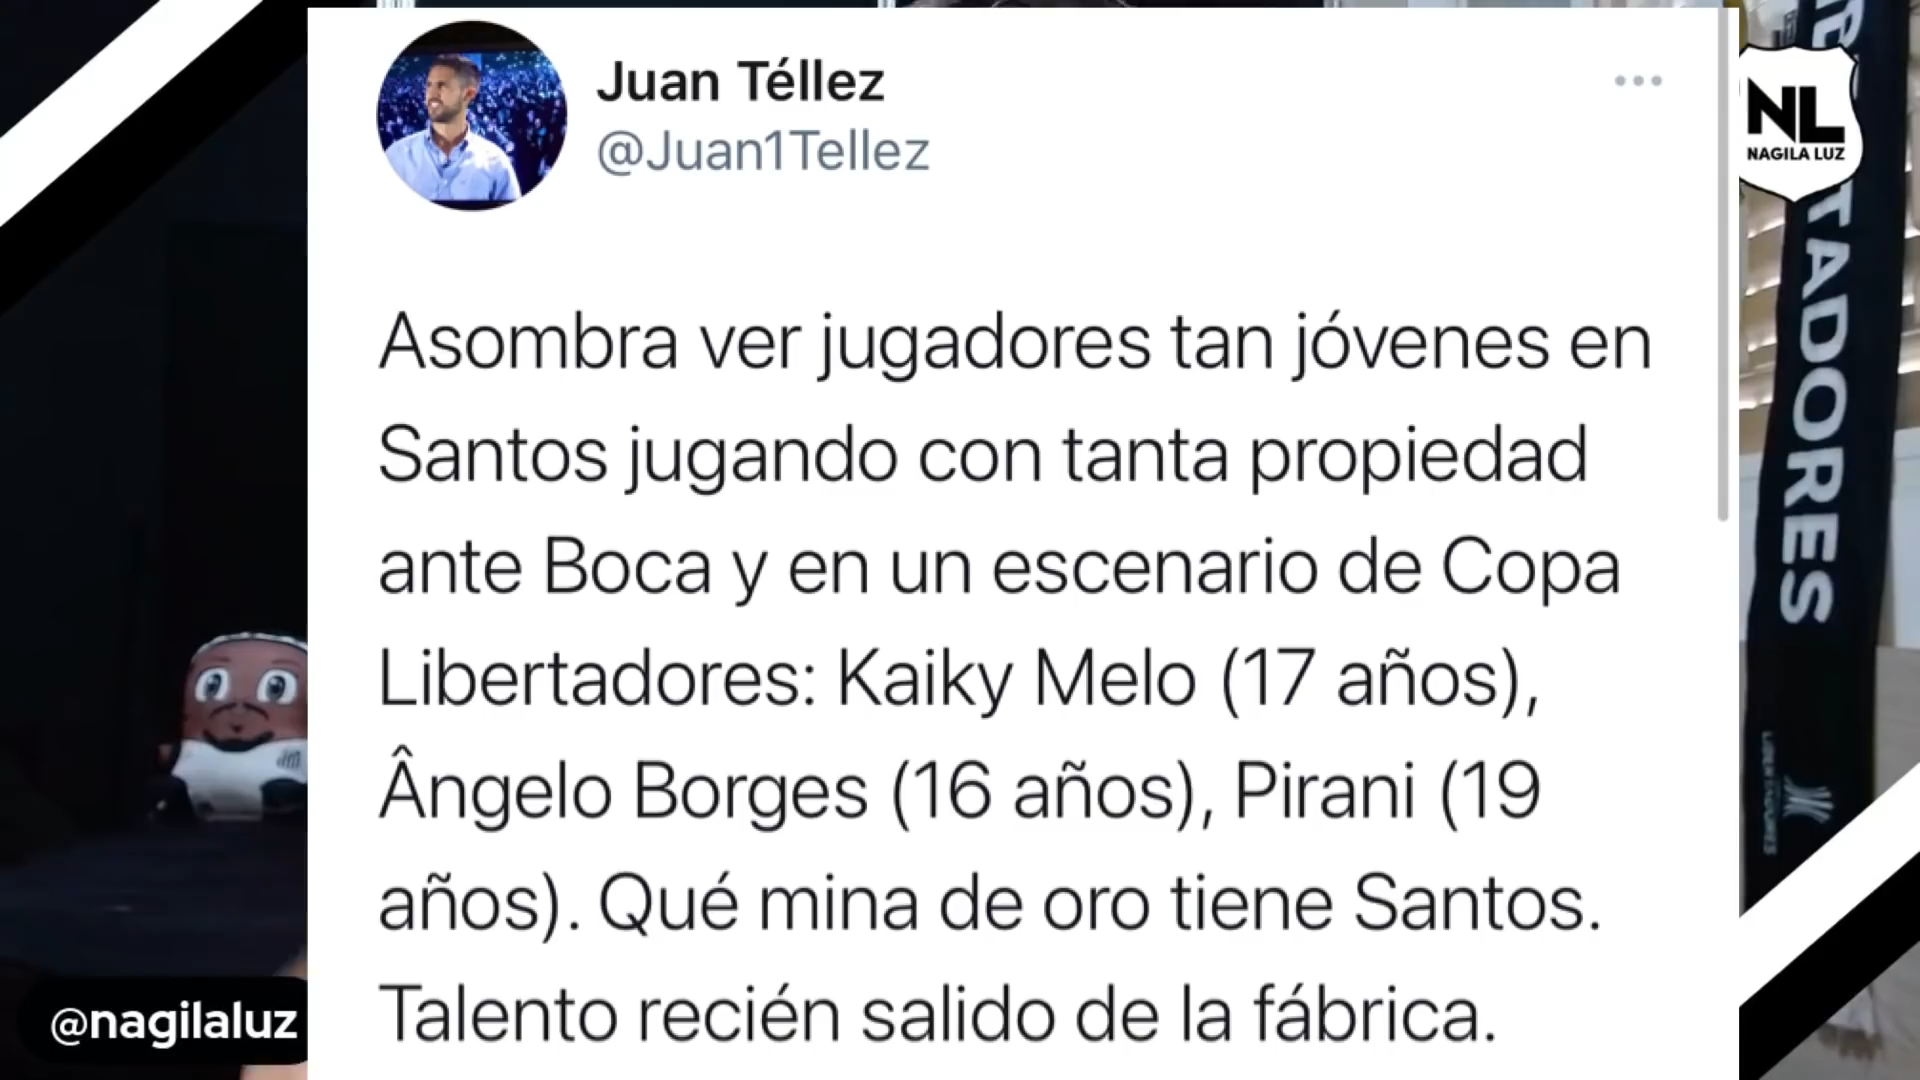 Juan Téllez
@Juan1Tellez
Asombra ver jugadores tan jóvenes en
Santos jugando con tanta propiedad
ante Boca y en un escenario de Copa
Libertadores: Kaiky Melo (17 años),
Ângelo Borges (16 años), Pirani (19
años). Qué mina de oro tiene Santos.
Talento recién salido de la fábrica.
@nagilaluz
NL
NAGILA LUZ
TADORES